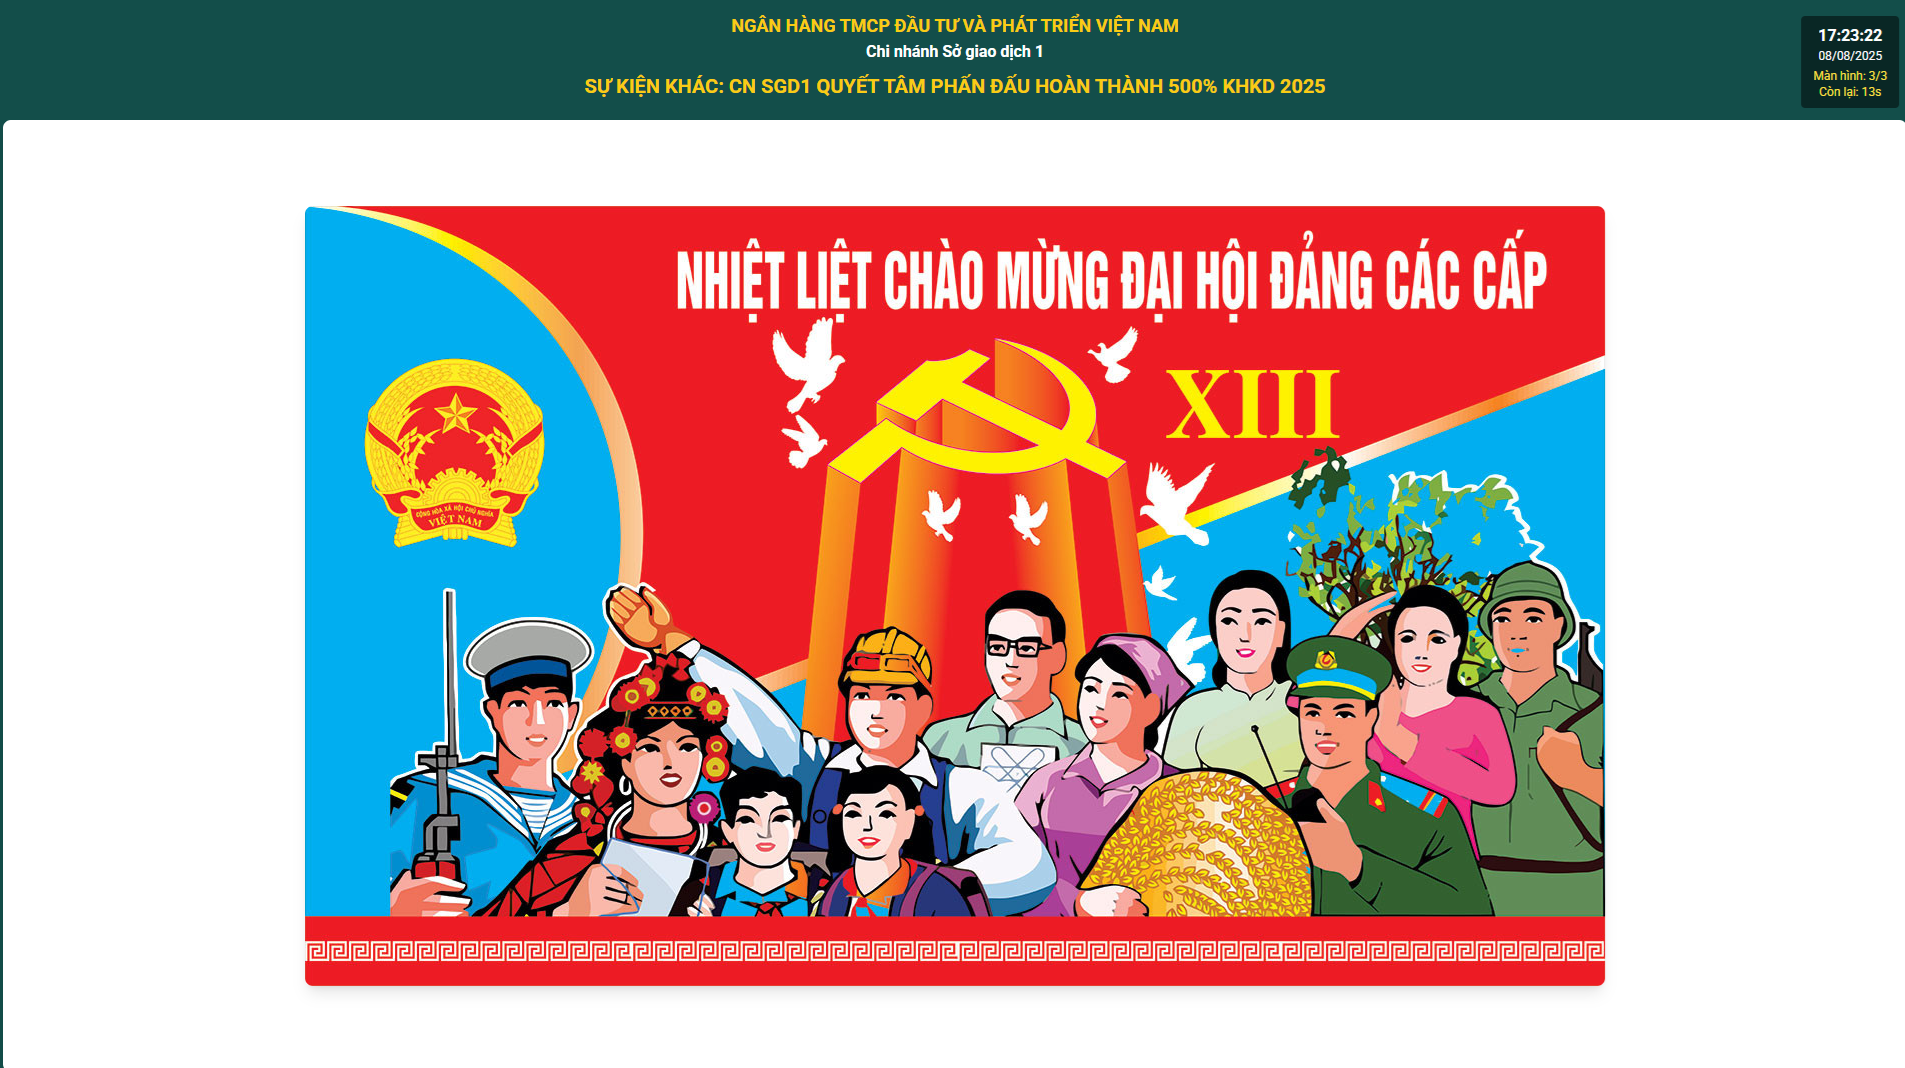 NGÂN HÀNG TMCP ĐẦU TƯ VÀ PHÁT TRIỂN VIỆT NAM
Chi nhánh Sở giao dịch 1
SỰ KIỆN KHÁC: CN SGD1 QUYẾT TÂM PHẤN ĐẤU HOÀN THÀNH 500% KHKD 2025
17:23:22
08/08/2025
Màn hình: 3/3
Còn lại: 13s
NHIỆT LIỆT CHÀO MỪNG ĐẠI HỘI ĐẢNG CÁC CẤP
XIII
CỘNG HÒA XÃ HỘI CHỦ NGHĨA
VIỆT NAM